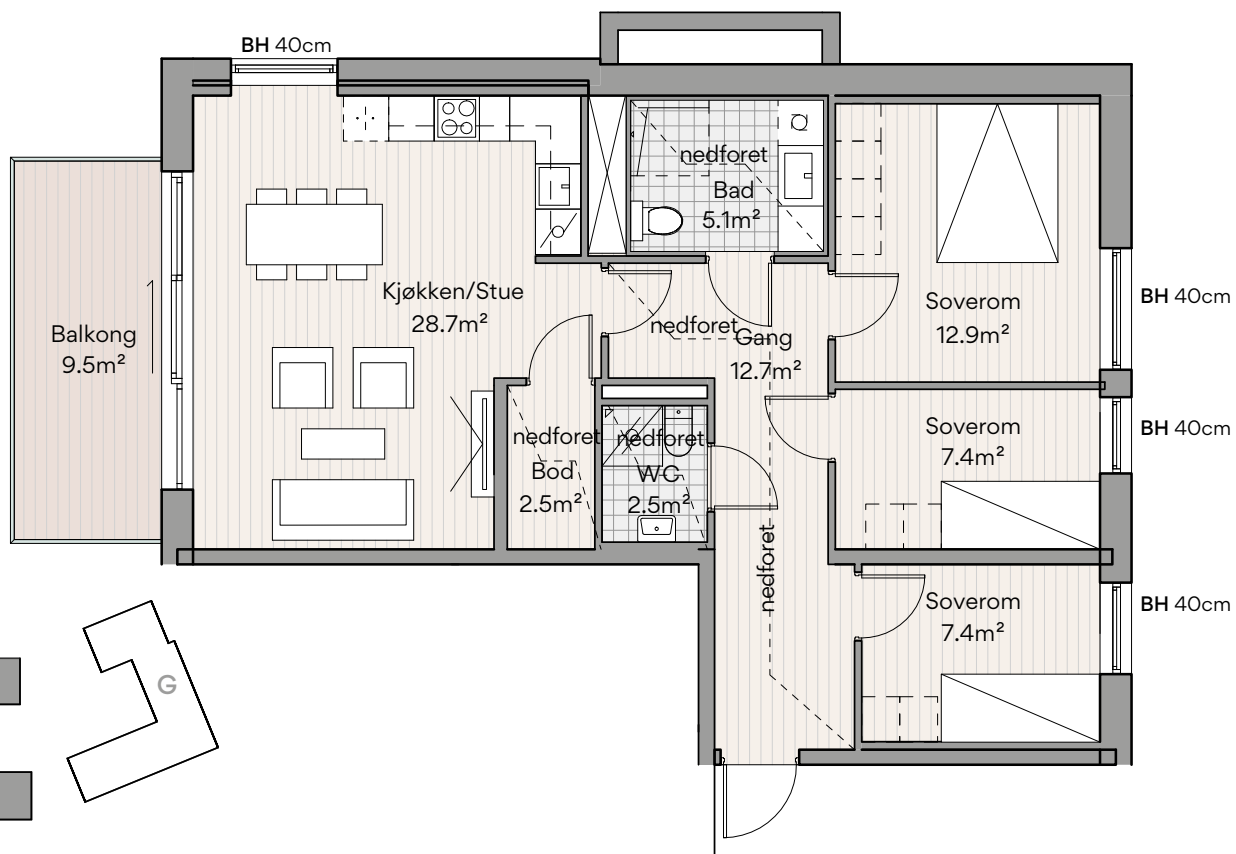 BH 40cm
nedforet
Bad
5.1m²
Kjøkken/Stue
28.7m²
Balkong
9.5m²
nedforet
Gang
12.7m²
Soverom
12.9m²
BH 40cm
Soverom
7.4m²
BH 40cm
nedforet
Bod
2.5m²
nedforet
WC
2.5m²
nedforet
Soverom
7.4m²
BH 40cm
G